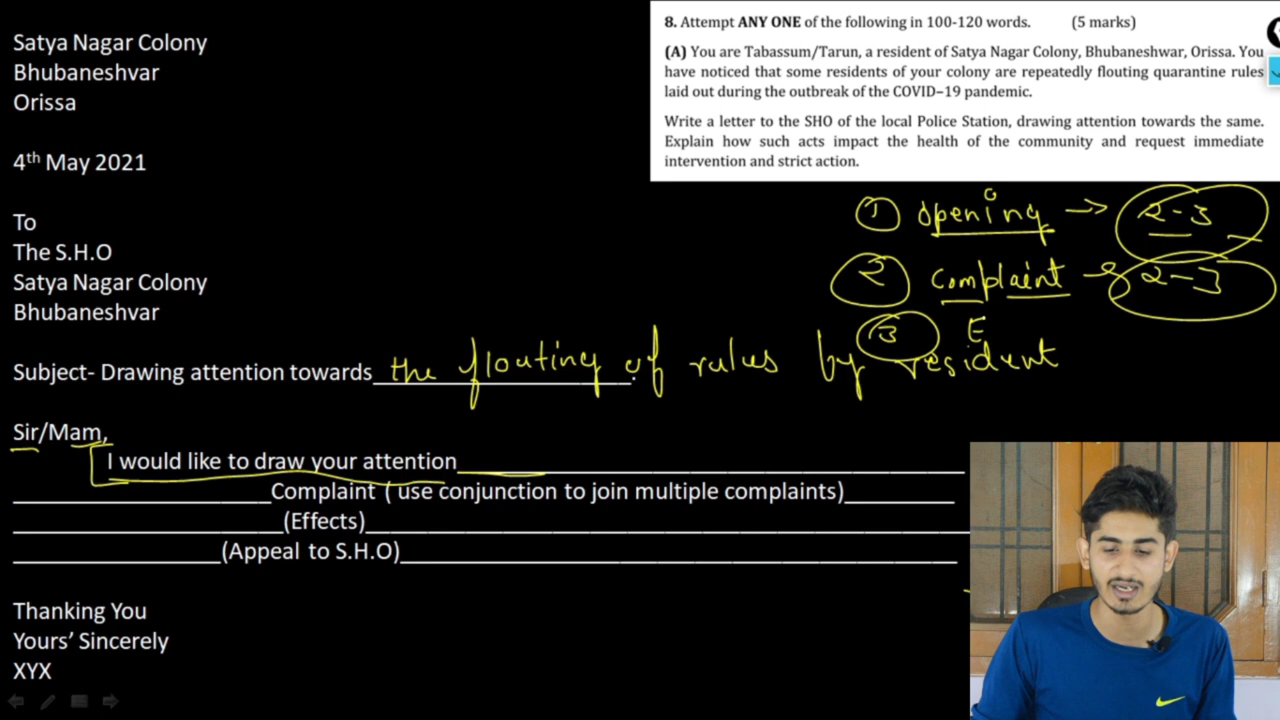 Satya Nagar Colony
Bhubaneshvar
Orissa
4th May 2021
To
The S.H.O
Satya Nagar Colony
Bhubaneshvar
Subject- Drawing attention towards the flouting of rules by resident
Sir/Mam,
I would like to draw your attention
Complaint ( use conjunction to join multiple complaints)
(Effects)
(Appeal to S.H.O)
Thanking You
Yours’ Sincerely
XYX
8. Attempt ANY ONE of the following in 100-120 words. (5 marks)
(A) You are Tabassum/Tarun, a resident of Satya Nagar Colony, Bhubaneshwar, Orissa. You
have noticed that some residents of your colony are repeatedly flouting quarantine rules
laid out during the outbreak of the COVID–19 pandemic.
Write a letter to the SHO of the local Police Station, drawing attention towards the same.
Explain how such acts impact the health of the community and request immediate
intervention and strict action.
① opening → 2-3
② complaint → 2-3
③ E